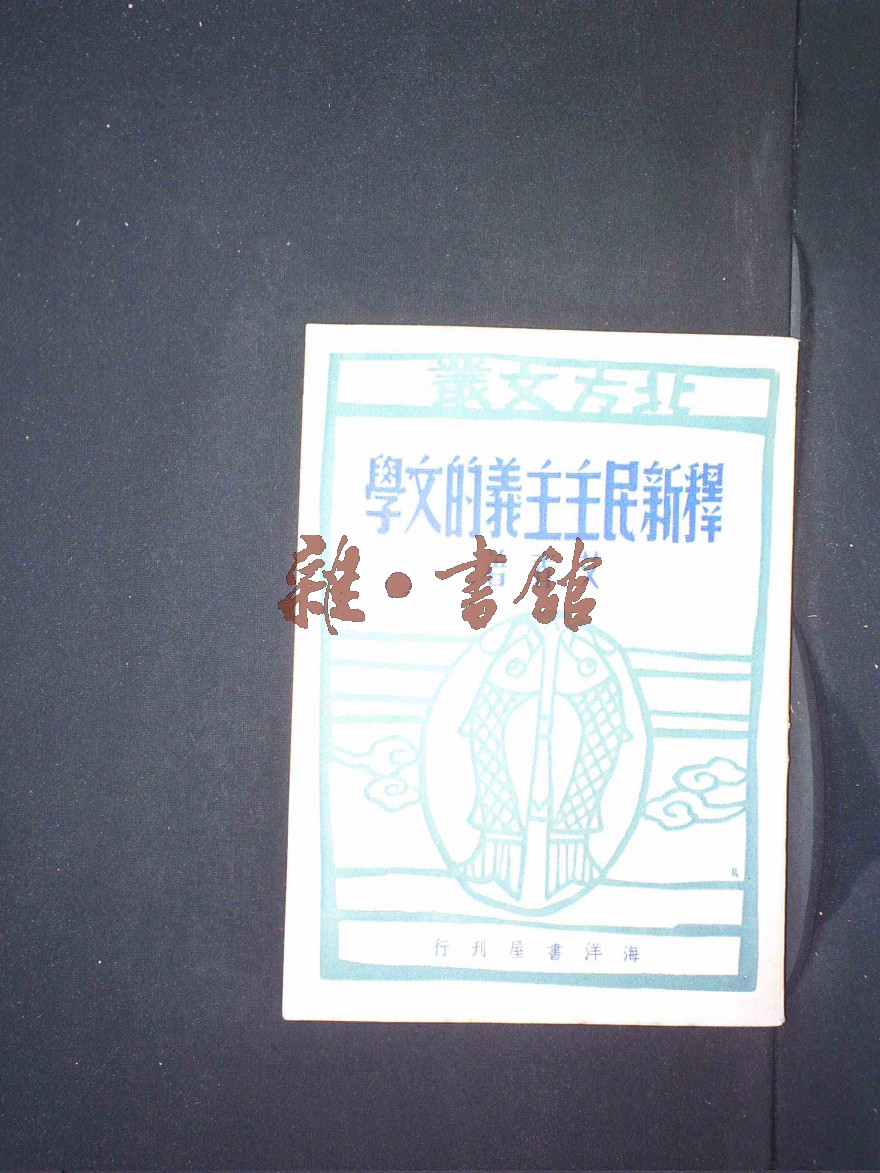 北方文叢
釋新民主主義的文學
著
雜·書館
海洋書屋刊行